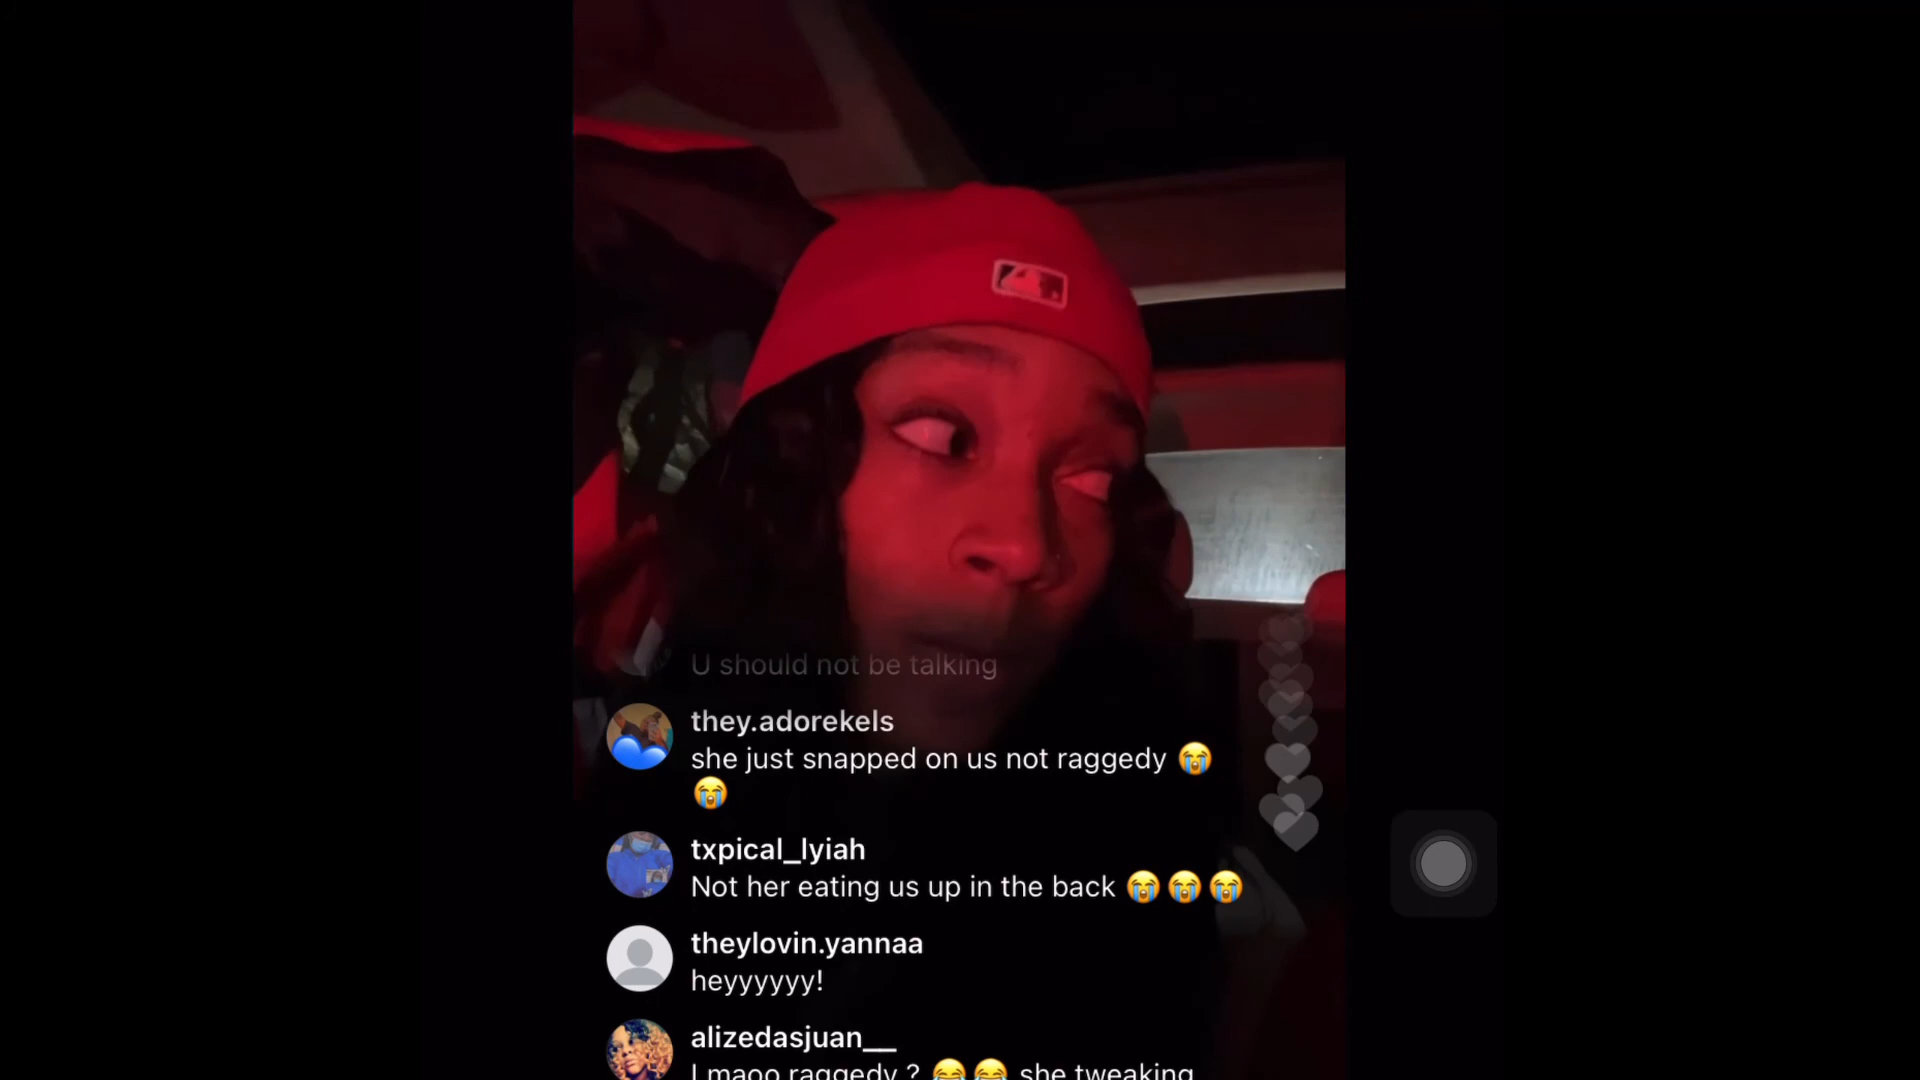 U should not be talking
they.adorekels
she just snapped on us not raggedy 😭
😭
txpical_lyiah
Not her eating us up in the back 😭😭😭
theylovin.yannaa
heyyyyyy!
alizedasjuan__
Lmaoo raggedy ? 😂😂 she tweaking